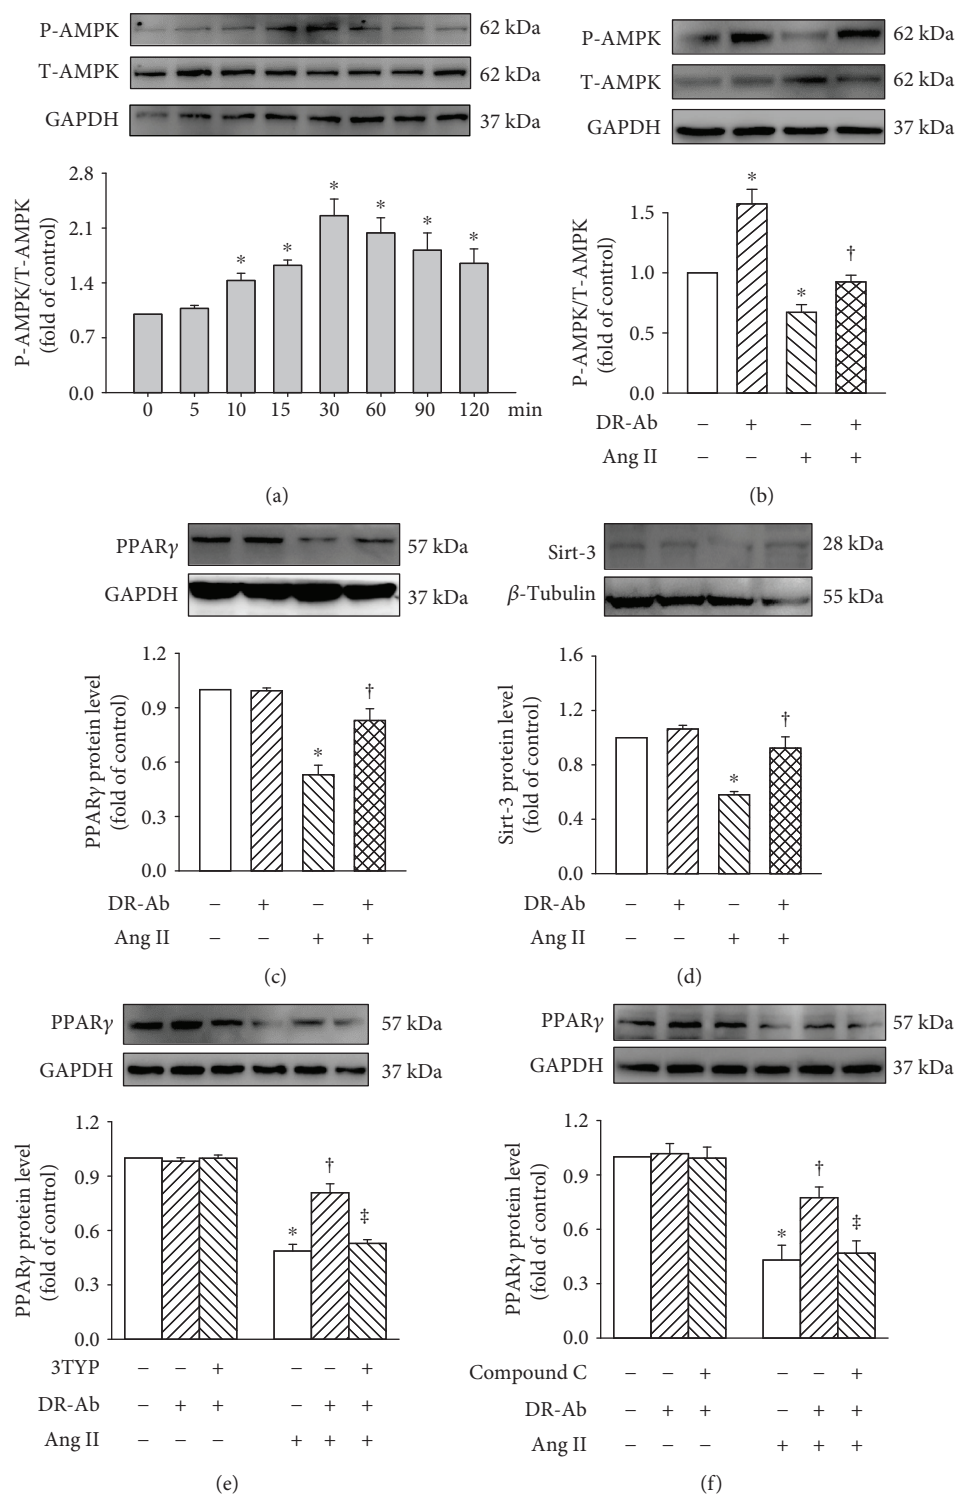 P-AMPK 62 kDa
T-AMPK 62 kDa
GAPDH 37 kDa
P-AMPK/T-AMPK
(fold of control)
2.8
2.1
1.4
0.7
0.0
* * * * * *
0 5 10 15 30 60 90 120 min
(a)
P-AMPK 62 kDa
T-AMPK 62 kDa
GAPDH 37 kDa
P-AMPK/T-AMPK
(fold of control)
1.5
1.0
0.5
0.0
* * †
DR-Ab − + − +
Ang II − − + +
(b)
PPARγ 57 kDa
GAPDH 37 kDa
PPARγ protein level
(fold of control)
1.2
0.9
0.6
0.3
0.0
* †
DR-Ab − + − +
Ang II − − + +
(c)
Sirt-3 28 kDa
β-Tubulin 55 kDa
Sirt-3 protein level
(fold of control)
1.6
1.2
0.8
0.4
0.0
* †
DR-Ab − + − +
Ang II − − + +
(d)
PPARγ 57 kDa
GAPDH 37 kDa
PPARγ protein level
(fold of control)
1.2
0.9
0.6
0.3
0.0
* † ‡
3TYP − − + − − +
DR-Ab − + + − + +
Ang II − − − + + +
(e)
PPARγ 57 kDa
GAPDH 37 kDa
PPARγ protein level
(fold of control)
1.2
0.9
0.6
0.3
0.0
* † ‡
Compound C − − + − − +
DR-Ab − + + − + +
Ang II − − − + + +
(f)